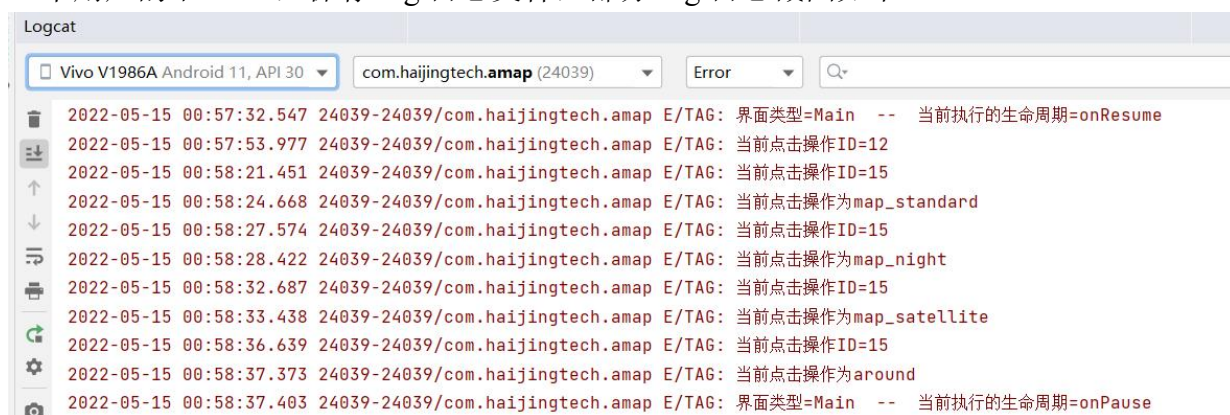 Logcat
Vivo V1986A Android 11, API 30 com.haijingtech.amap (24039) Error
2022-05-15 00:57:32.547 24039-24039/com.haijingtech.amap E/TAG: 界面类型=Main -- 当前执行的生命周期=onResume
2022-05-15 00:57:53.977 24039-24039/com.haijingtech.amap E/TAG: 当前点击操作ID=12
2022-05-15 00:58:21.451 24039-24039/com.haijingtech.amap E/TAG: 当前点击操作ID=15
2022-05-15 00:58:24.668 24039-24039/com.haijingtech.amap E/TAG: 当前点击操作为map_standard
2022-05-15 00:58:27.574 24039-24039/com.haijingtech.amap E/TAG: 当前点击操作ID=15
2022-05-15 00:58:28.422 24039-24039/com.haijingtech.amap E/TAG: 当前点击操作为map_night
2022-05-15 00:58:32.687 24039-24039/com.haijingtech.amap E/TAG: 当前点击操作ID=15
2022-05-15 00:58:33.438 24039-24039/com.haijingtech.amap E/TAG: 当前点击操作为map_satellite
2022-05-15 00:58:36.639 24039-24039/com.haijingtech.amap E/TAG: 当前点击操作ID=15
2022-05-15 00:58:37.373 24039-24039/com.haijingtech.amap E/TAG: 当前点击操作为around
2022-05-15 00:58:37.403 24039-24039/com.haijingtech.amap E/TAG: 界面类型=Main -- 当前执行的生命周期=onPause